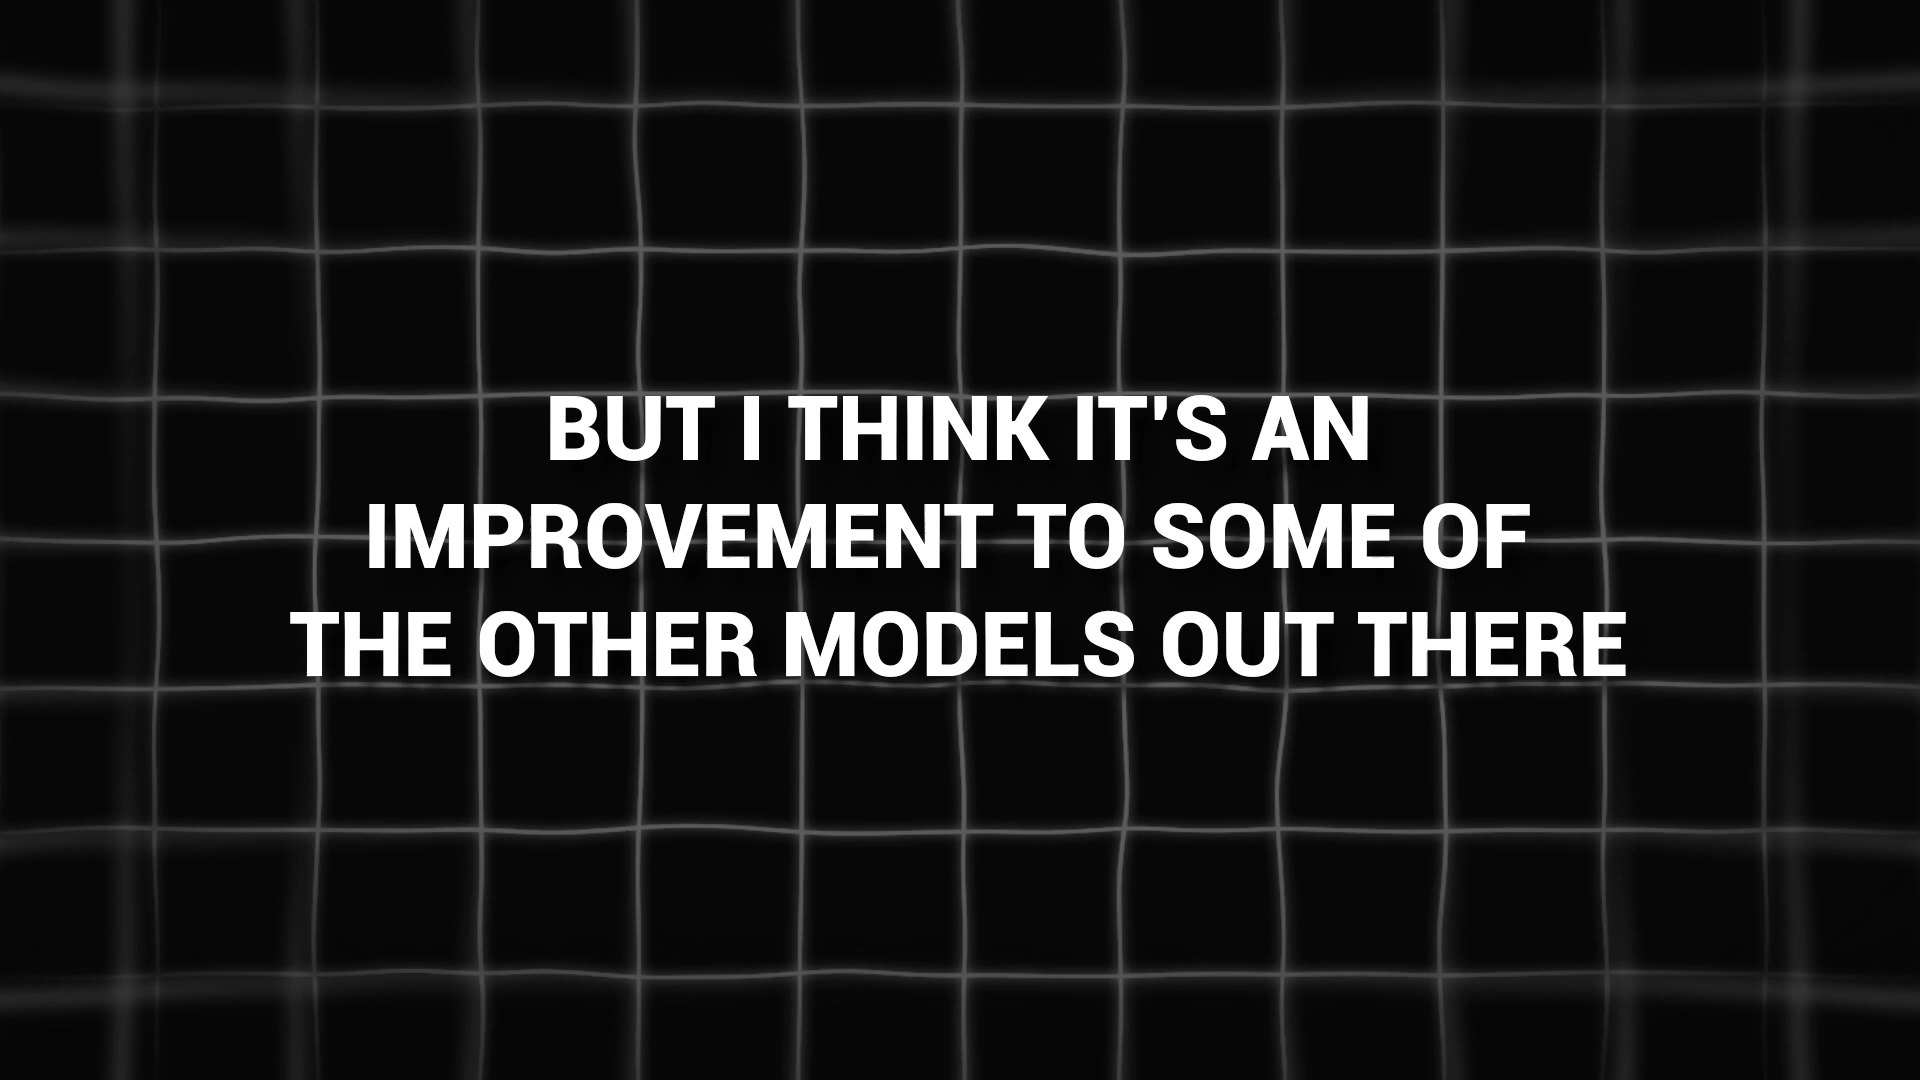 BUT I THINK IT'S AN
IMPROVEMENT TO SOME OF
THE OTHER MODELS OUT THERE